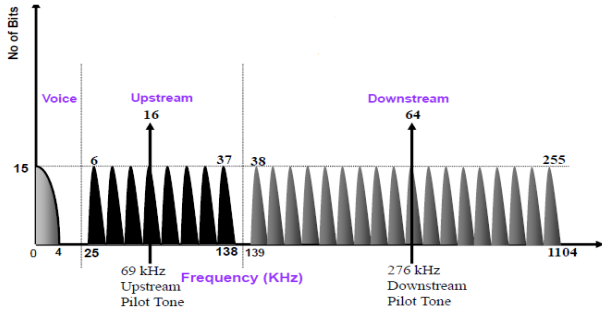 No of Bits
Voice
Upstream
Downstream
16
64
6
37
38
255
15
0
4
25
138
139
1104
69 kHz
Upstream
Pilot Tone
Frequency (KHz)
276 kHz
Downstream
Pilot Tone